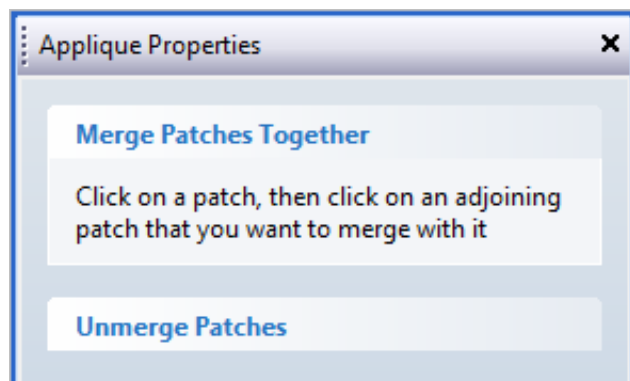 Applique Properties
Merge Patches Together
Click on a patch, then click on an adjoining
patch that you want to merge with it
Unmerge Patches